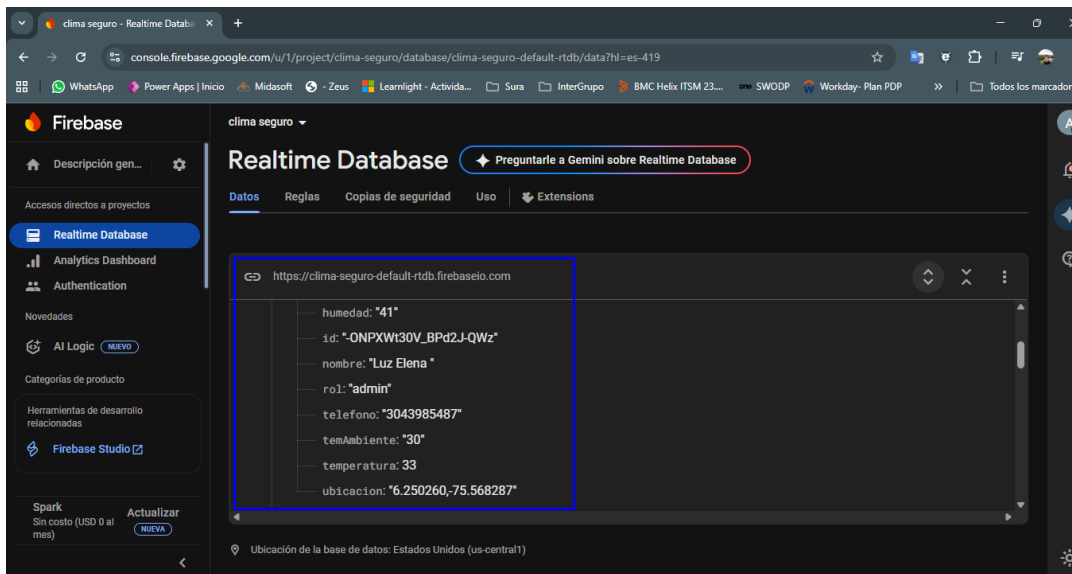 clima seguro - Realtime Databa
console.firebase.google.com/u/1/project/clima-seguro/database/clima-seguro-default-rtdb/data?hl=es-419
WhatsApp Power Apps | Inicio Midasoft - Zeus Learnlight - Activida... Sura InterGrupo BMC Helix ITSM 23.... SWODP Workday- Plan PDP » Todos los marcador
Firebase
clima seguro
Descripción gen...
Realtime Database
Preguntarle a Gemini sobre Realtime Database
Datos Reglas Copias de seguridad Uso Extensions
Accesos directos a proyectos
Realtime Database
Analytics Dashboard
Authentication
Novedades
AI Logic NUEVO
Categorías de producto
Herramientas de desarrollo
relacionadas
Firebase Studio
Spark
Sin costo (USD 0 al
mes)
Actualizar
NUEVA
https://clima-seguro-default-rtdb.firebaseio.com
humedad: "41"
id: "-ONPXWt30V_BPd2J-QWz"
nombre: "Luz Elena "
rol: "admin"
telefono: "3043985487"
temAmbiente: "30"
temperatura: 33
ubicacion: "6.250260,-75.568287"
Ubicación de la base de datos: Estados Unidos (us-central1)